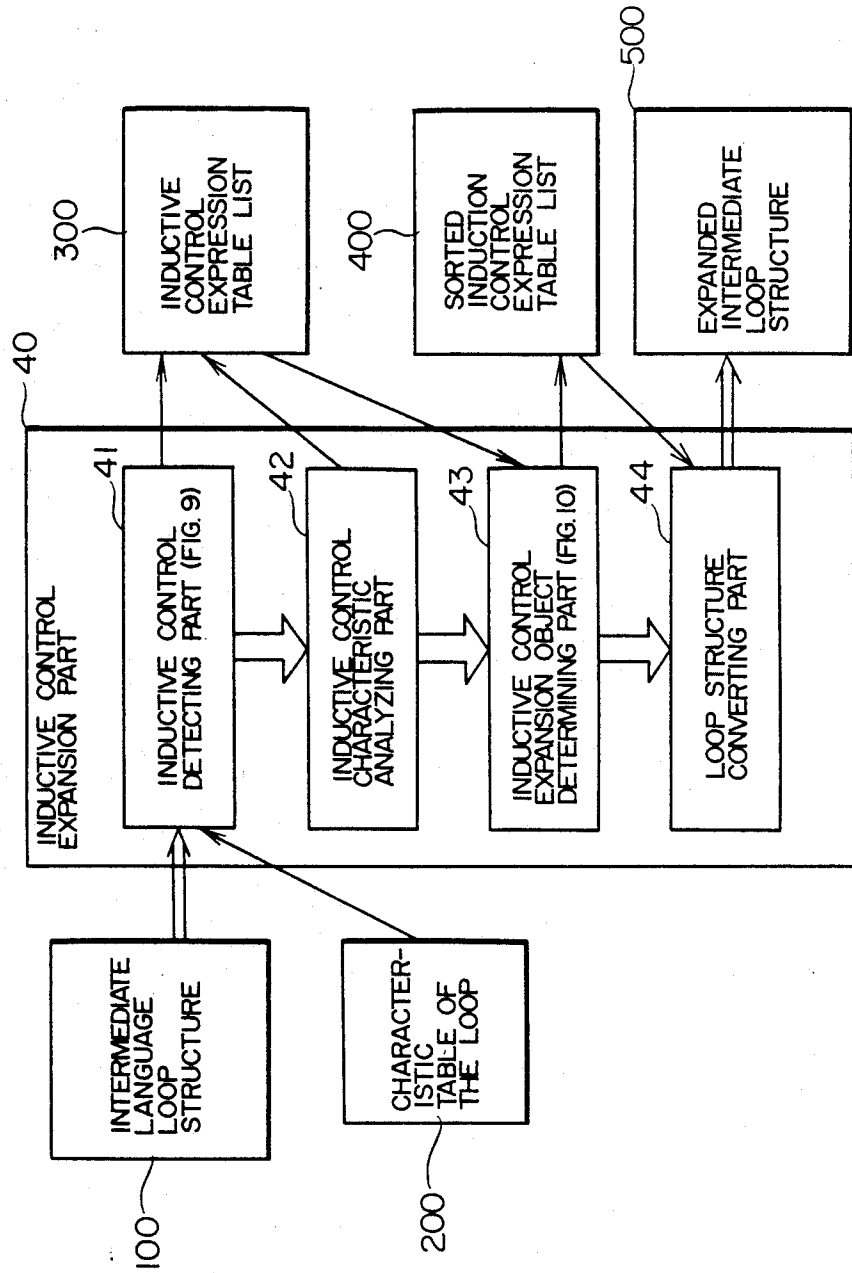 INTERMEDIATE
LANGUAGE
LOOP
STRUCTURE
100
CHARACTER-
ISTIC
TABLE OF
THE LOOP
200
INDUCTIVE CONTROL
EXPANSION PART
40
INDUCTIVE CONTROL
DETECTING PART (FIG. 9)
41
INDUCTIVE CONTROL
CHARACTERISTIC
ANALYZING PART
42
INDUCTIVE CONTROL
EXPANSION OBJECT
DETERMINING PART (FIG. 10)
43
LOOP STRUCTURE
CONVERTING PART
44
INDUCTIVE
CONTROL
EXPRESSION
TABLE LIST
300
SORTED
INDUCTION
CONTROL
EXPRESSION
TABLE LIST
400
EXPANDED
INTERMEDIATE
LOOP
STRUCTURE
500